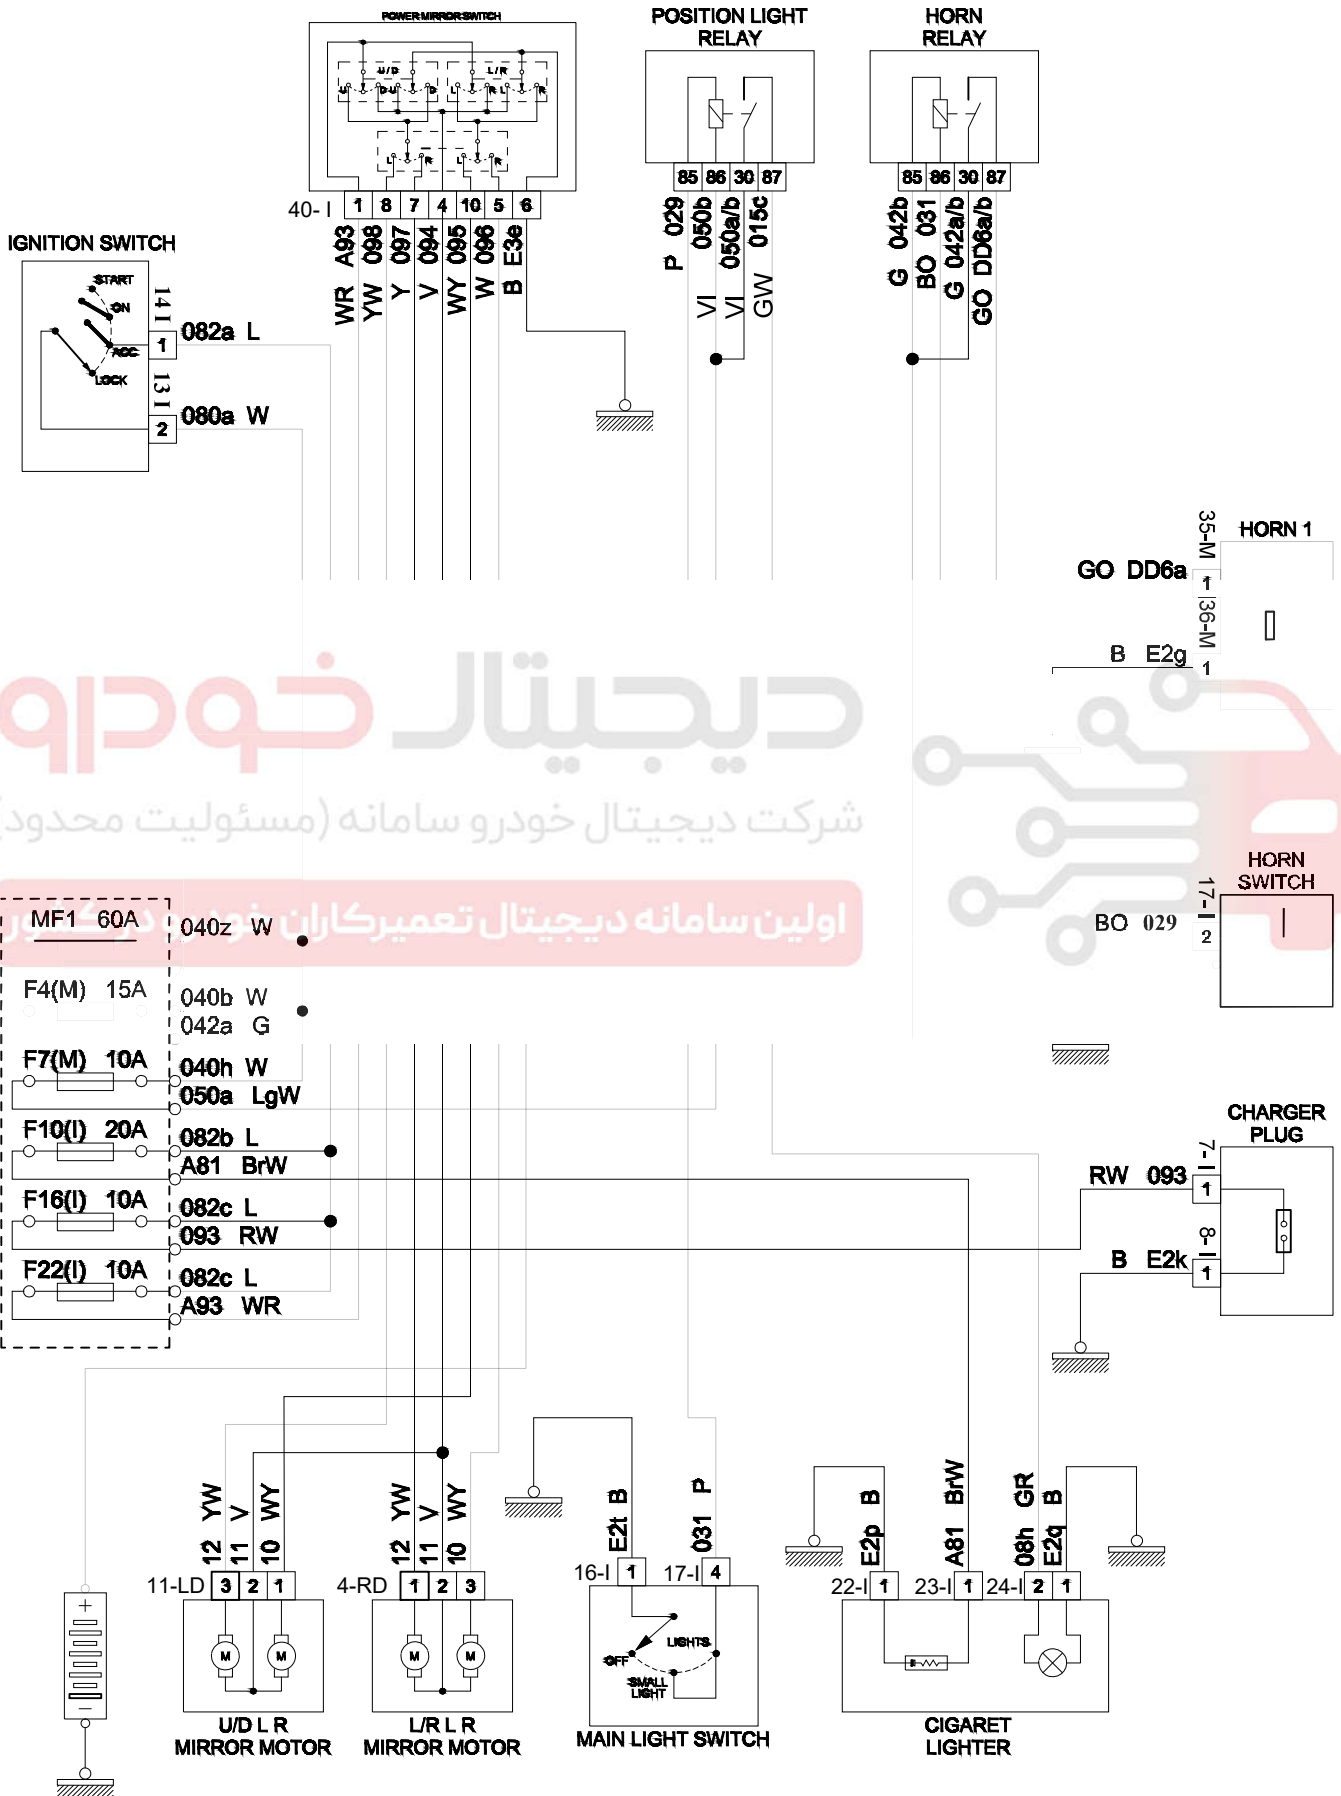 POWER MIRROR SWITCH
U/D
L/R
U D U D L R L R
L R L R
40- I 1 8 7 4 10 5 6
WR A93
YW 098
Y 097
V 094
WY 095
W 096
B E3e
POSITION LIGHT
RELAY
85 86 30 87
P 029
VI 050b
VI 050a/b
GW 015c
HORN
RELAY
85 86 30 87
G 042b
BO 031
G 042a/b
GO DD6a/b
IGNITION SWITCH
START
ON
ACC
LOCK
14 I
1
082a L
13 I
2
080a W
35-M
HORN 1
GO DD6a
1
36-M
B E2g
1
دیجیتال خودرو
شرکت دیجیتال خودرو سامانه (مسئولیت محدود)
اولین سامانه دیجیتال تعمیرکاران خودرو در کشور
HORN
SWITCH
17-I
BO 029
2
MF1 60A
040z W
F4(M) 15A
040b W
042a G
F7(M) 10A
040h W
050a LgW
F10(I) 20A
082b L
A81 BrW
F16(I) 10A
082c L
093 RW
F22(I) 10A
082c L
A93 WR
CHARGER
PLUG
7- I
RW 093
1
8- I
B E2k
1
12 YW
11 V
10 WY
11-LD 3 2 1
M M
U/D L R
MIRROR MOTOR
12 YW
11 V
10 WY
4-RD 1 2 3
M M
L/R L R
MIRROR MOTOR
E2t B
031 P
16-I 1 17-I 4
LIGHTS
OFF
SMALL
LIGHT
MAIN LIGHT SWITCH
E2p B
A81 BrW
08h GR
E2q B
22-I 1 23-I 1 24-I 2 1
CIGARET
LIGHTER
+
−